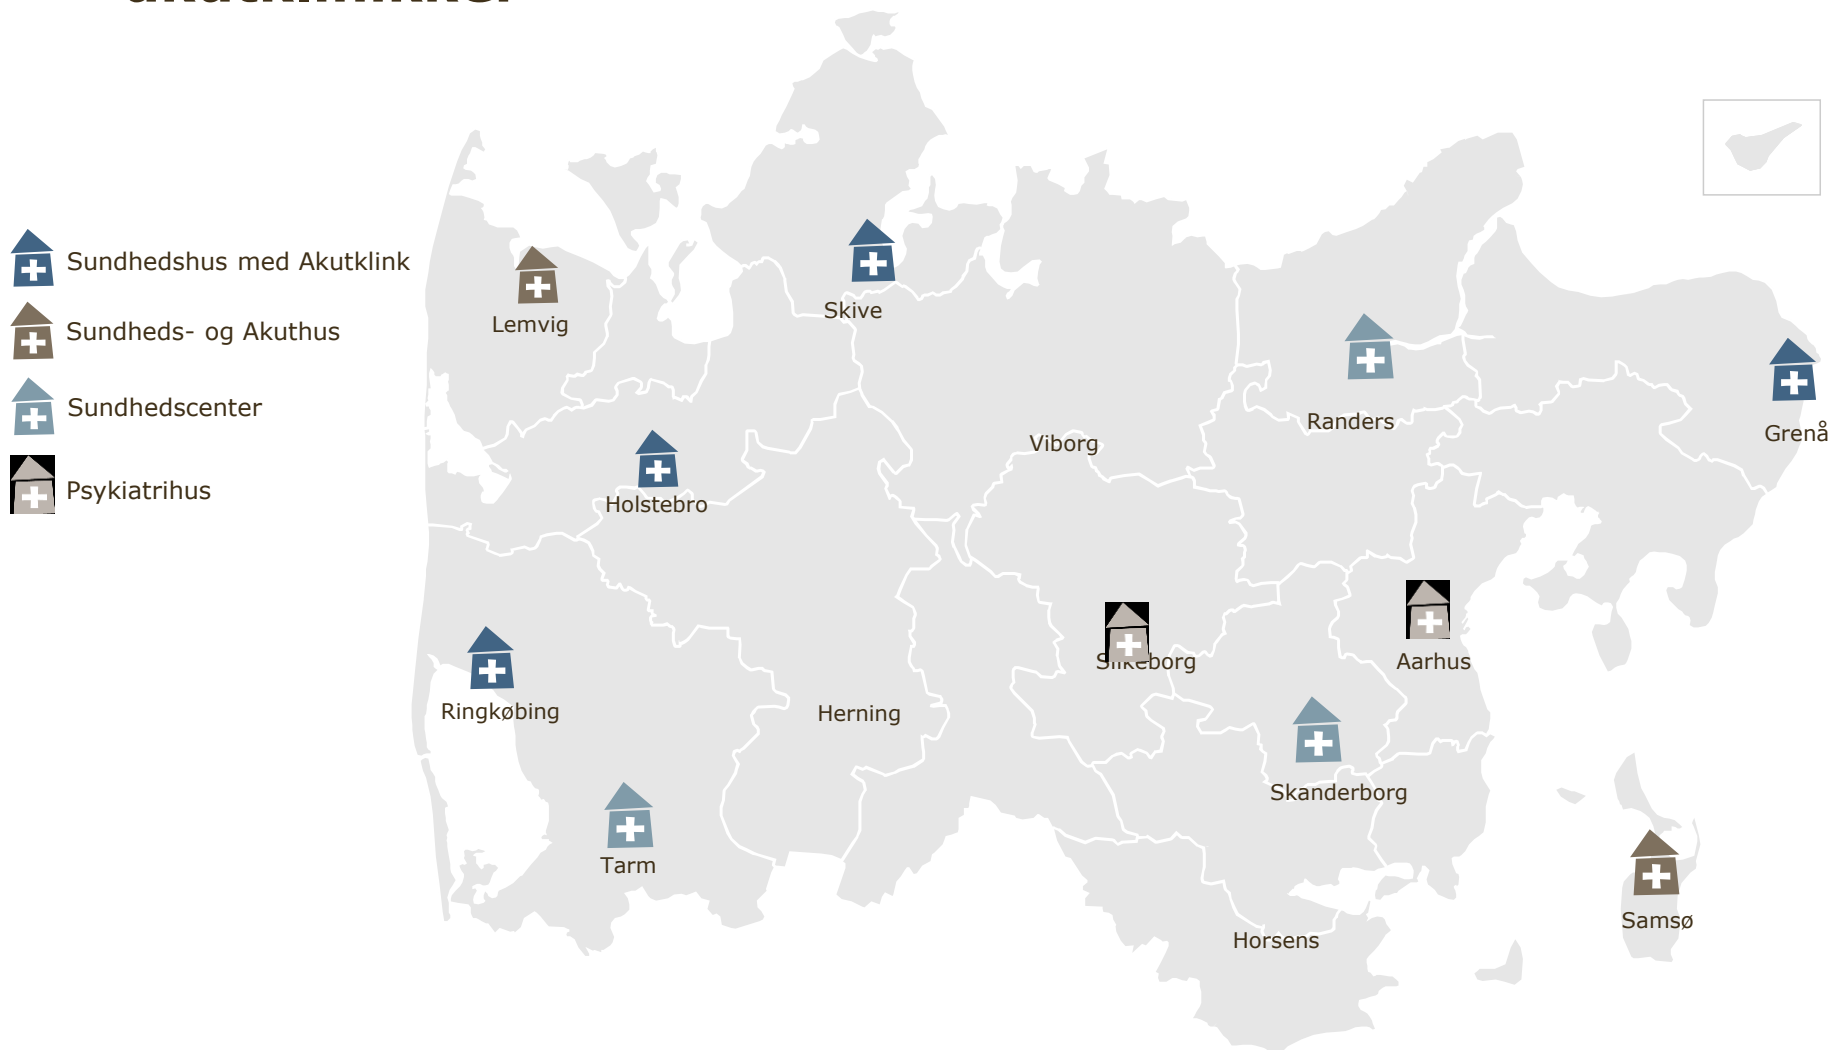 Sundhedshus med Akutklink
Sundheds- og Akuthus
Sundhedscenter
Psykiatrihus
Lemvig
Skive
Randers
Grenå
Viborg
Holstebro
Silkeborg
Aarhus
Ringkøbing
Herning
Skanderborg
Tarm
Samsø
Horsens